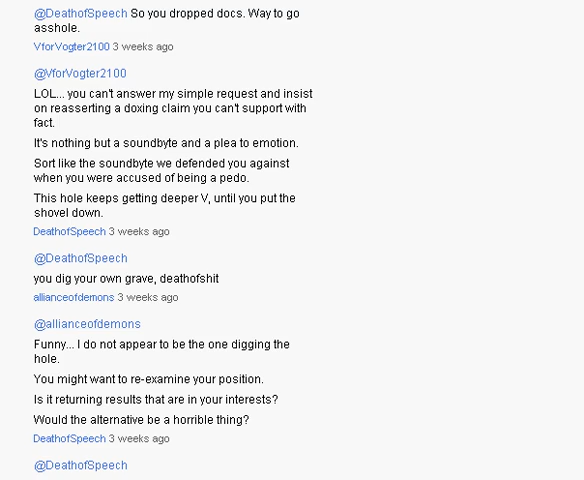 @DeathofSpeech So you dropped docs. Way to go
asshole.
VforVogter2100 3 weeks ago
@VforVogter2100
LOL... you can't answer my simple request and insist
on reasserting a doxing claim you can't support with
fact.
It's nothing but a soundbyte and a plea to emotion.
Sort like the soundbyte we defended you against
when you were accused of being a pedo.
This hole keeps getting deeper V, until you put the
shovel down.
DeathofSpeech 3 weeks ago
@DeathofSpeech
you dig your own grave, deathofshit
allianceofdemons 3 weeks ago
@allianceofdemons
Funny... I do not appear to be the one digging the
hole.
You might want to re-examine your position.
Is it returning results that are in your interests?
Would the alternative be a horrible thing?
DeathofSpeech 3 weeks ago
@DeathofSpeech